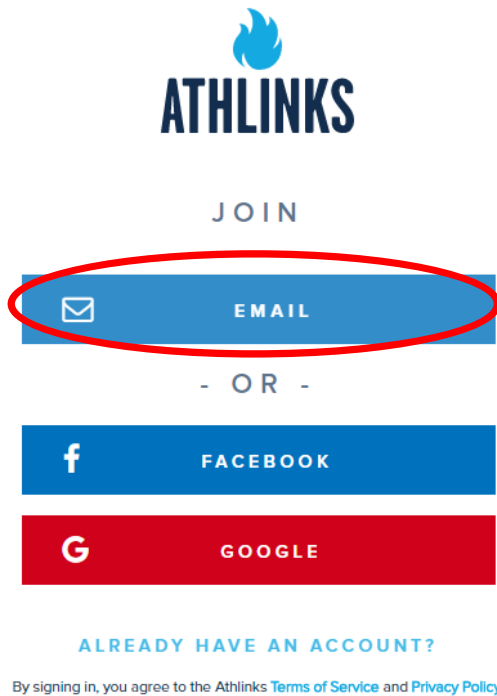 ATHLINKS
JOIN
EMAIL
- OR -
f FACEBOOK
G GOOGLE
ALREADY HAVE AN ACCOUNT?
By signing in, you agree to the Athlinks Terms of Service and Privacy Policy